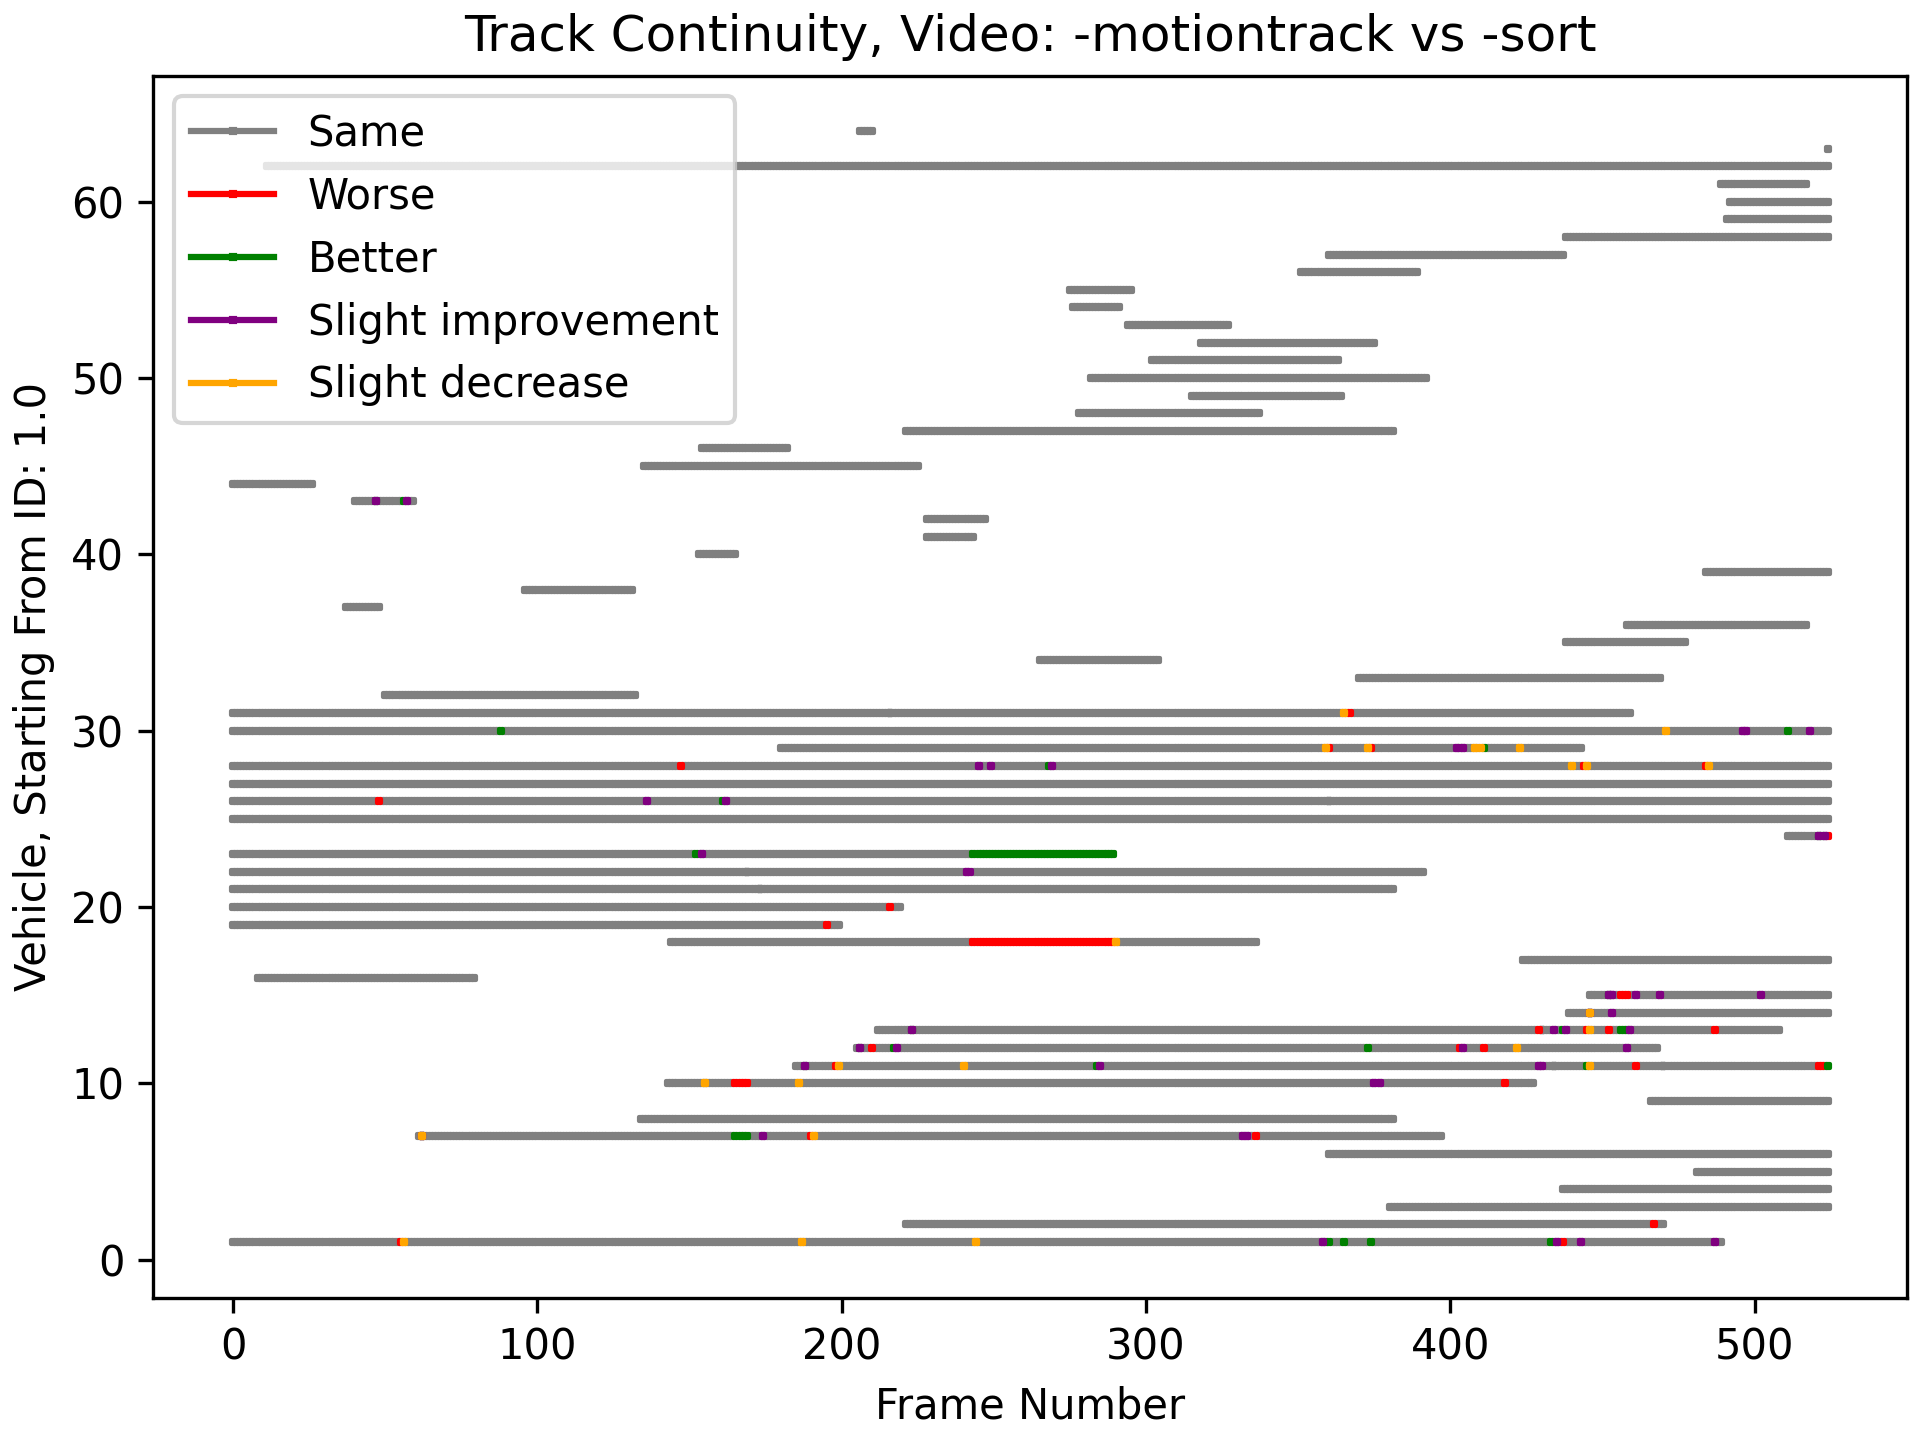 Track Continuity, Video: -motiontrack vs -sort
Same
Worse
Better
Slight improvement
Slight decrease
Vehicle, Starting From ID: 1.0
60
50
40
30
20
10
0
0 100 200 300 400 500
Frame Number